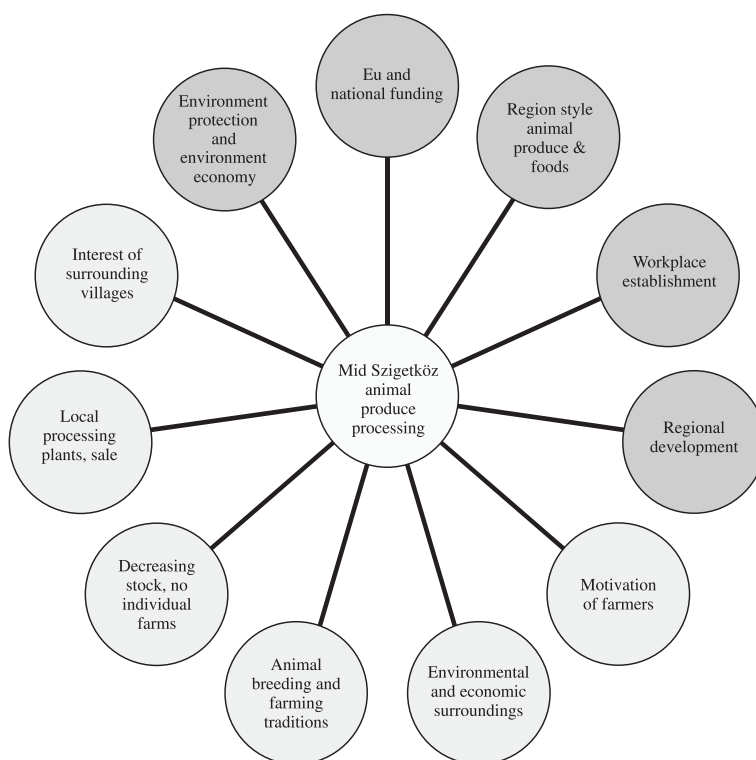 Eu and
national funding
Region style
animal
produce &
foods
Workplace
establishment
Regional
development
Motivation
of farmers
Environmental
and economic
surroundings
Animal
breeding and
farming
traditions
Decreasing
stock, no
individual
farms
Local
processing
plants, sale
Interest of
surrounding
villages
Environment
protection
and
environment
economy
Mid Szigetköz
animal
produce
processing